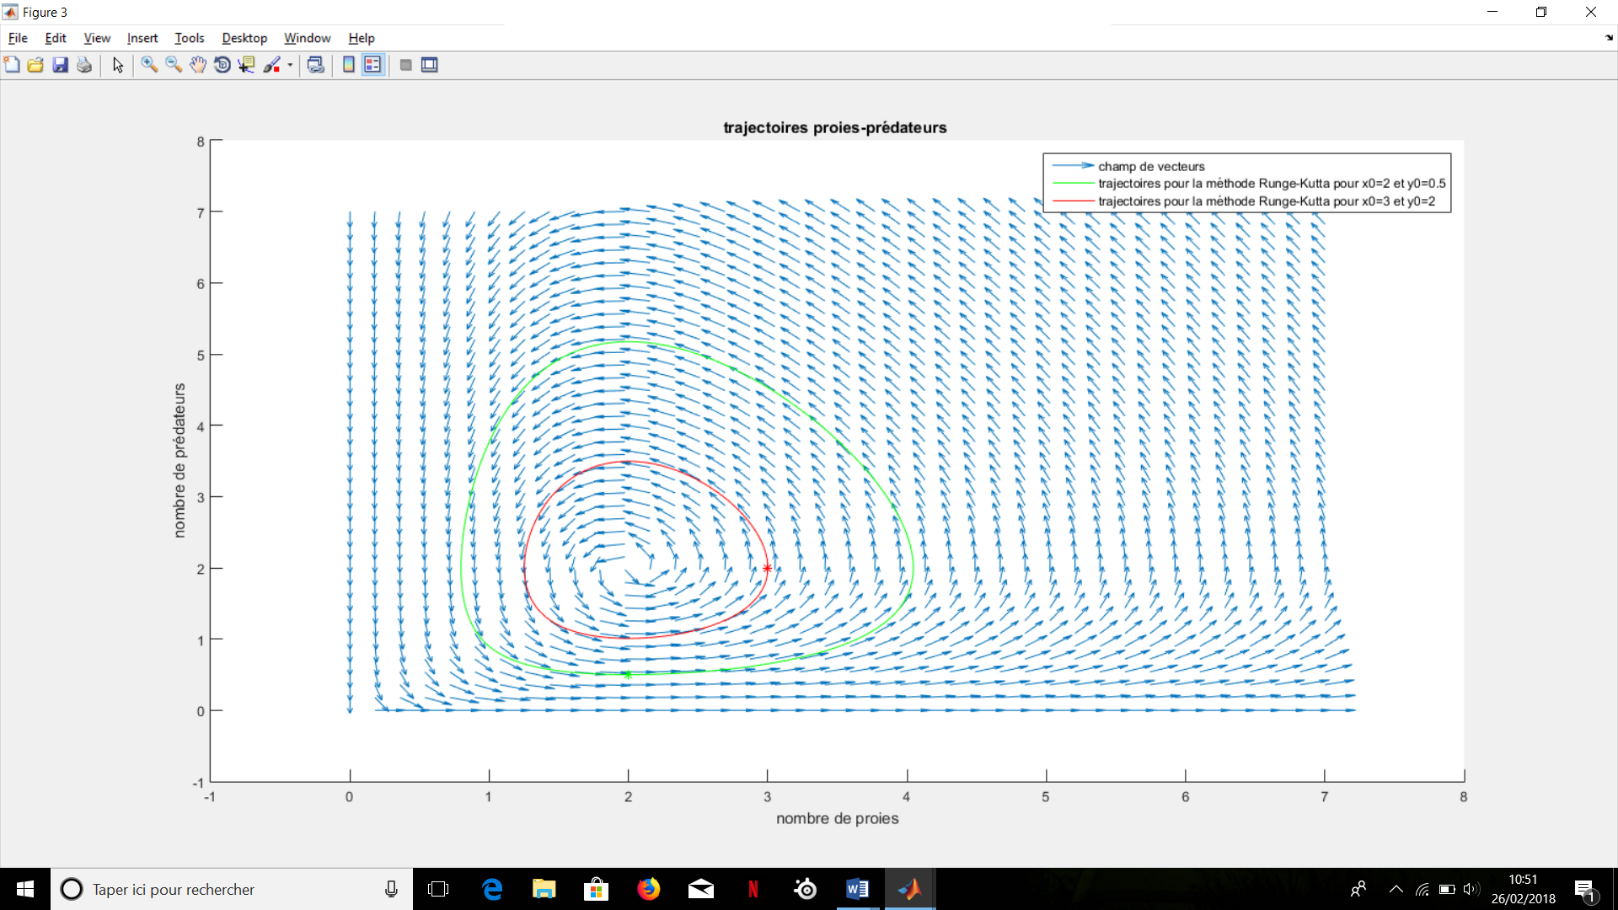 Figure 3
File Edit View Insert Tools Desktop Window Help
trajectoires proies-prédateurs
champ de vecteurs
trajectoires pour la méthode Runge-Kutta pour x0=2 et y0=0.5
trajectoires pour la méthode Runge-Kutta pour x0=3 et y0=2
8
7
6
5
4
3
2
1
0
-1
nombre de prédateurs
-1 0 1 2 3 4 5 6 7 8
nombre de proies
Taper ici pour rechercher
10:51
26/02/2018
1